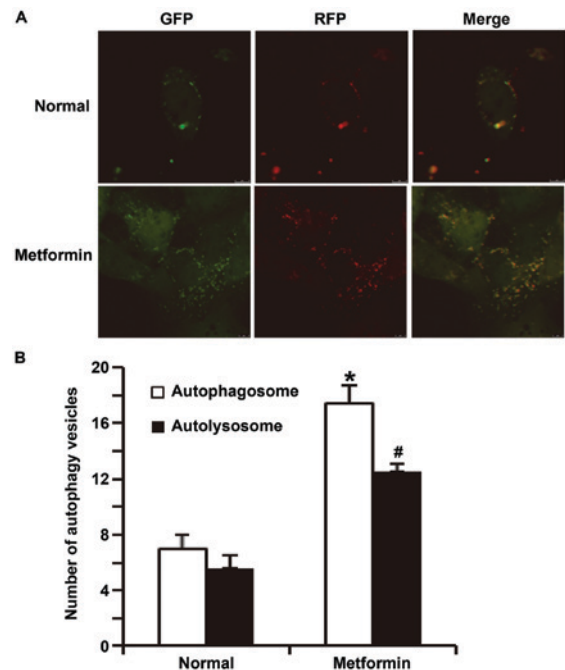 A
GFP
RFP
Merge
Normal
Metformin
B
20
16
12
8
4
0
Number of autophagy vesicles
Autophagosome
Autolysosome
*
#
Normal
Metformin